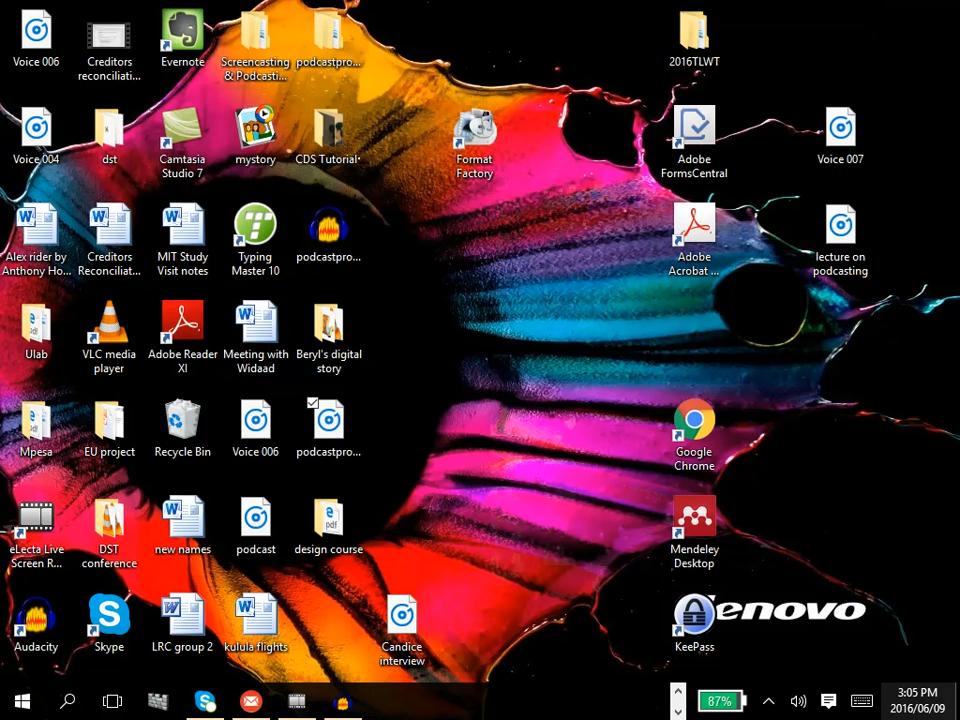 Voice 006
Creditors
reconciliati...
Evernote
Screencasting
& Podcasti...
podcastpro...
2016TLWT
Voice 004
dst
Camtasia
Studio 7
mystory
CDS Tutorial
Format
Factory
Adobe
FormsCentral
Voice 007
Alex rider by
Anthony Ho...
Creditors
Reconciliat...
MIT Study
Visit notes
Typing
Master 10
podcastpro...
Adobe
Acrobat ...
lecture on
podcasting
Ulab
VLC media
player
Adobe Reader
XI
Meeting with
Widaad
Beryl's digital
story
Mpesa
EU project
Recycle Bin
Voice 006
podcastpro...
Google
Chrome
eLecta Live
Screen R...
DST
conference
new names
podcast
design course
Mendeley
Desktop
Audacity
Skype
LRC group 2
kulula flights
Candice
interview
KeePass
enovo
87%
3:05 PM
2016/06/09